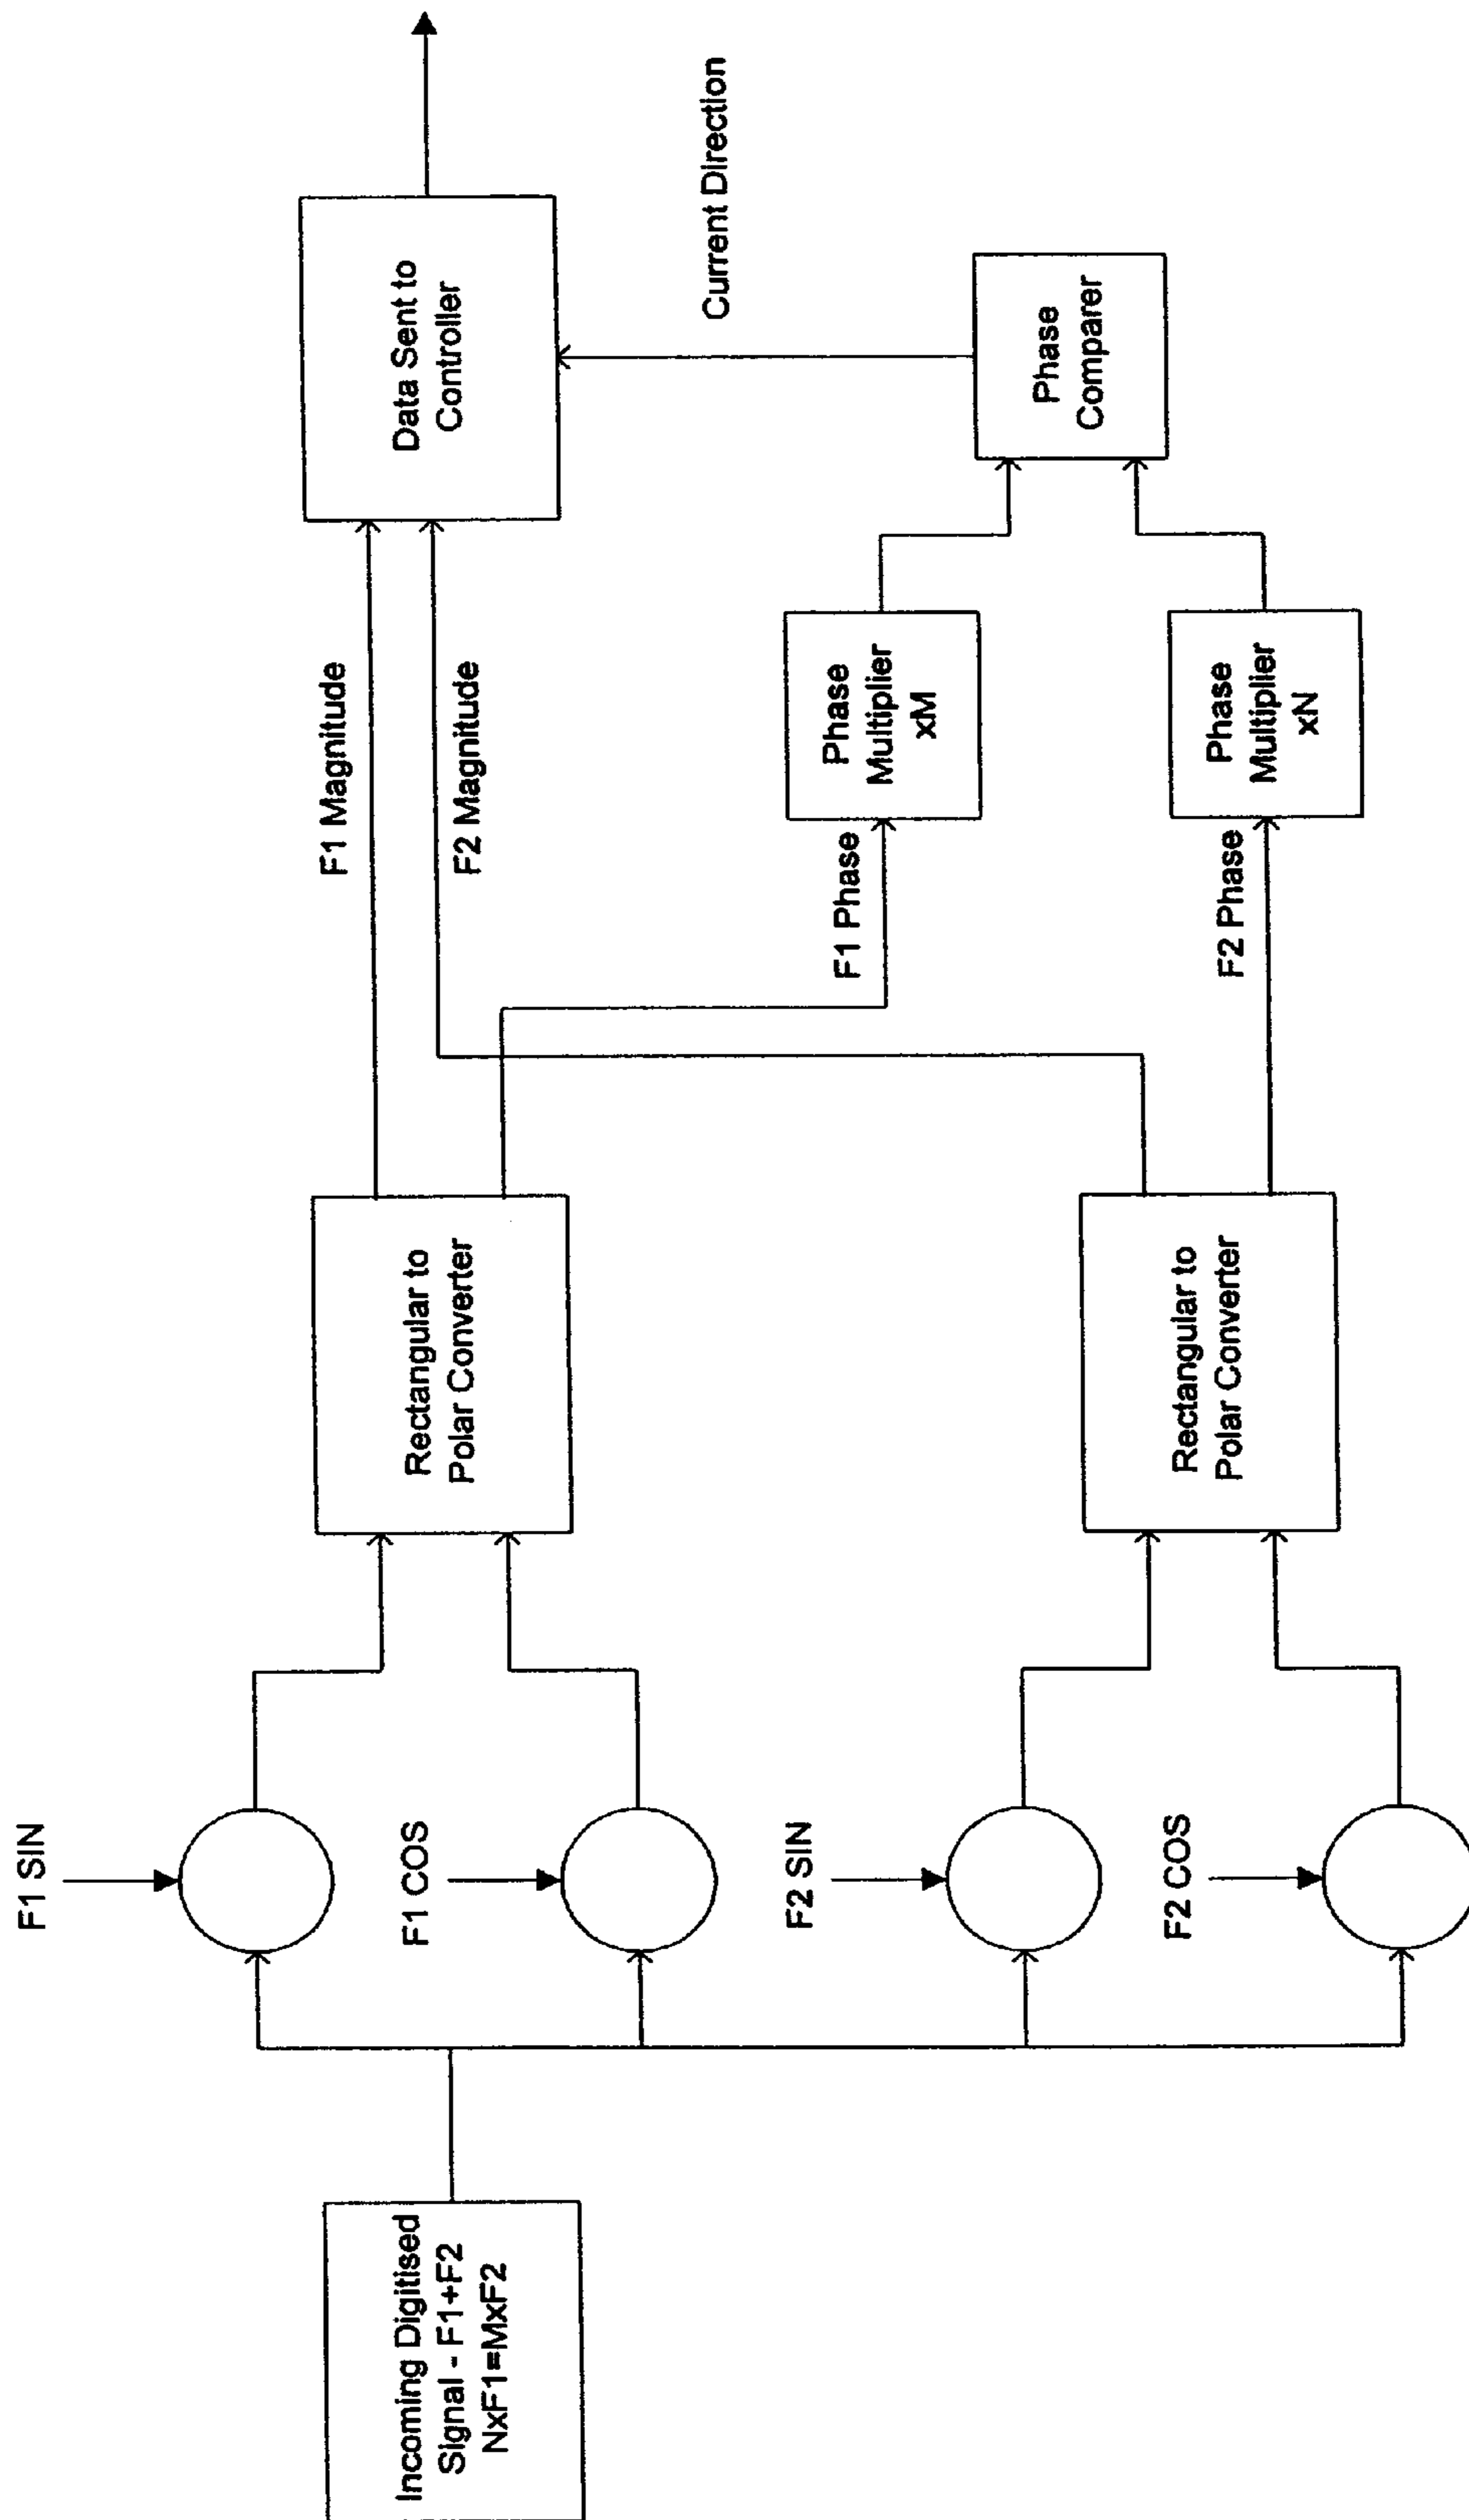 Incoming Digitised
Signal - F1+F2
NxF1=MxF2
F1 SIN
F1 COS
F2 SIN
F2 COS
Rectangular to
Polar Converter
Rectangular to
Polar Converter
F1 Magnitude
F2 Magnitude
F1 Phase
F2 Phase
Phase
Multiplier
xM
Phase
Multiplier
xN
Data Sent to
Controller
Phase
Comparer
Current Direction